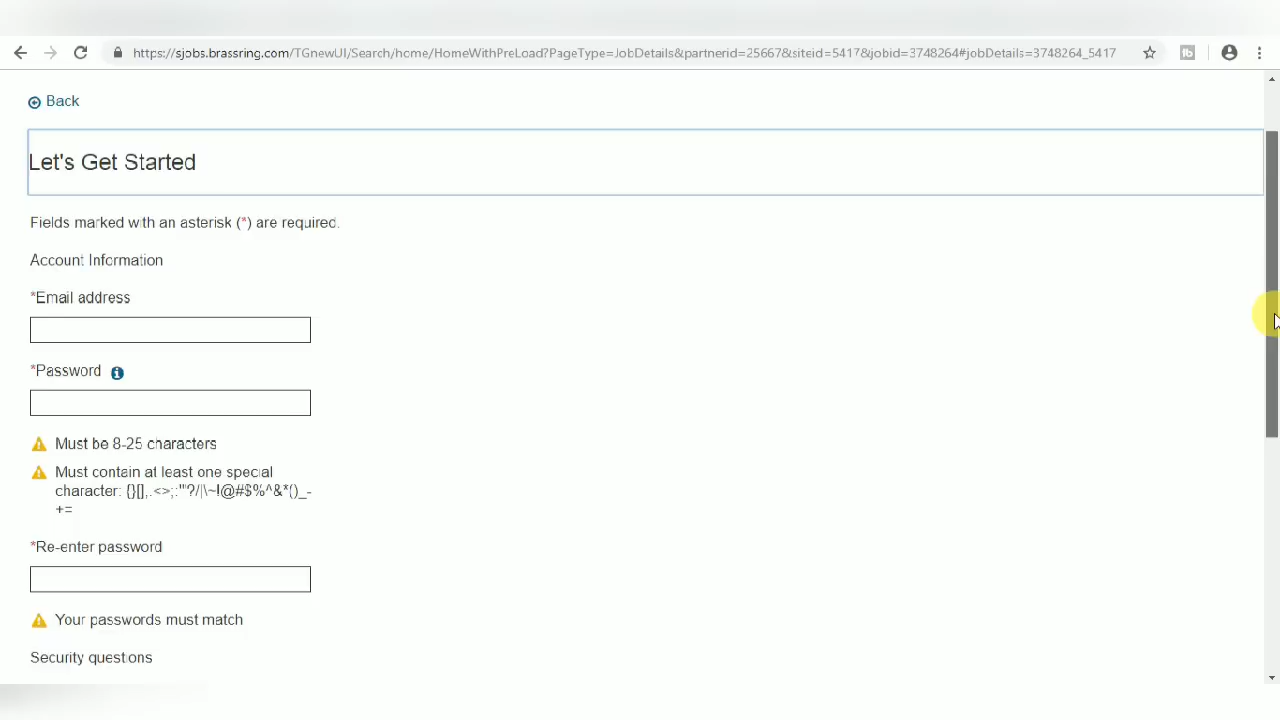 https://sjobs.brassring.com/TGnewUI/Search/home/HomeWithPreLoad?PageType=JobDetails&partnerid=25667&siteid=5417&jobid=3748264#jobDetails=3748264_5417
Back
Let's Get Started
Fields marked with an asterisk (*) are required.
Account Information
*Email address
*Password
Must be 8-25 characters
Must contain at least one special
character: {}[],.<>;:'"?/|\~!@#$%^&*()_-
+=
*Re-enter password
Your passwords must match
Security questions